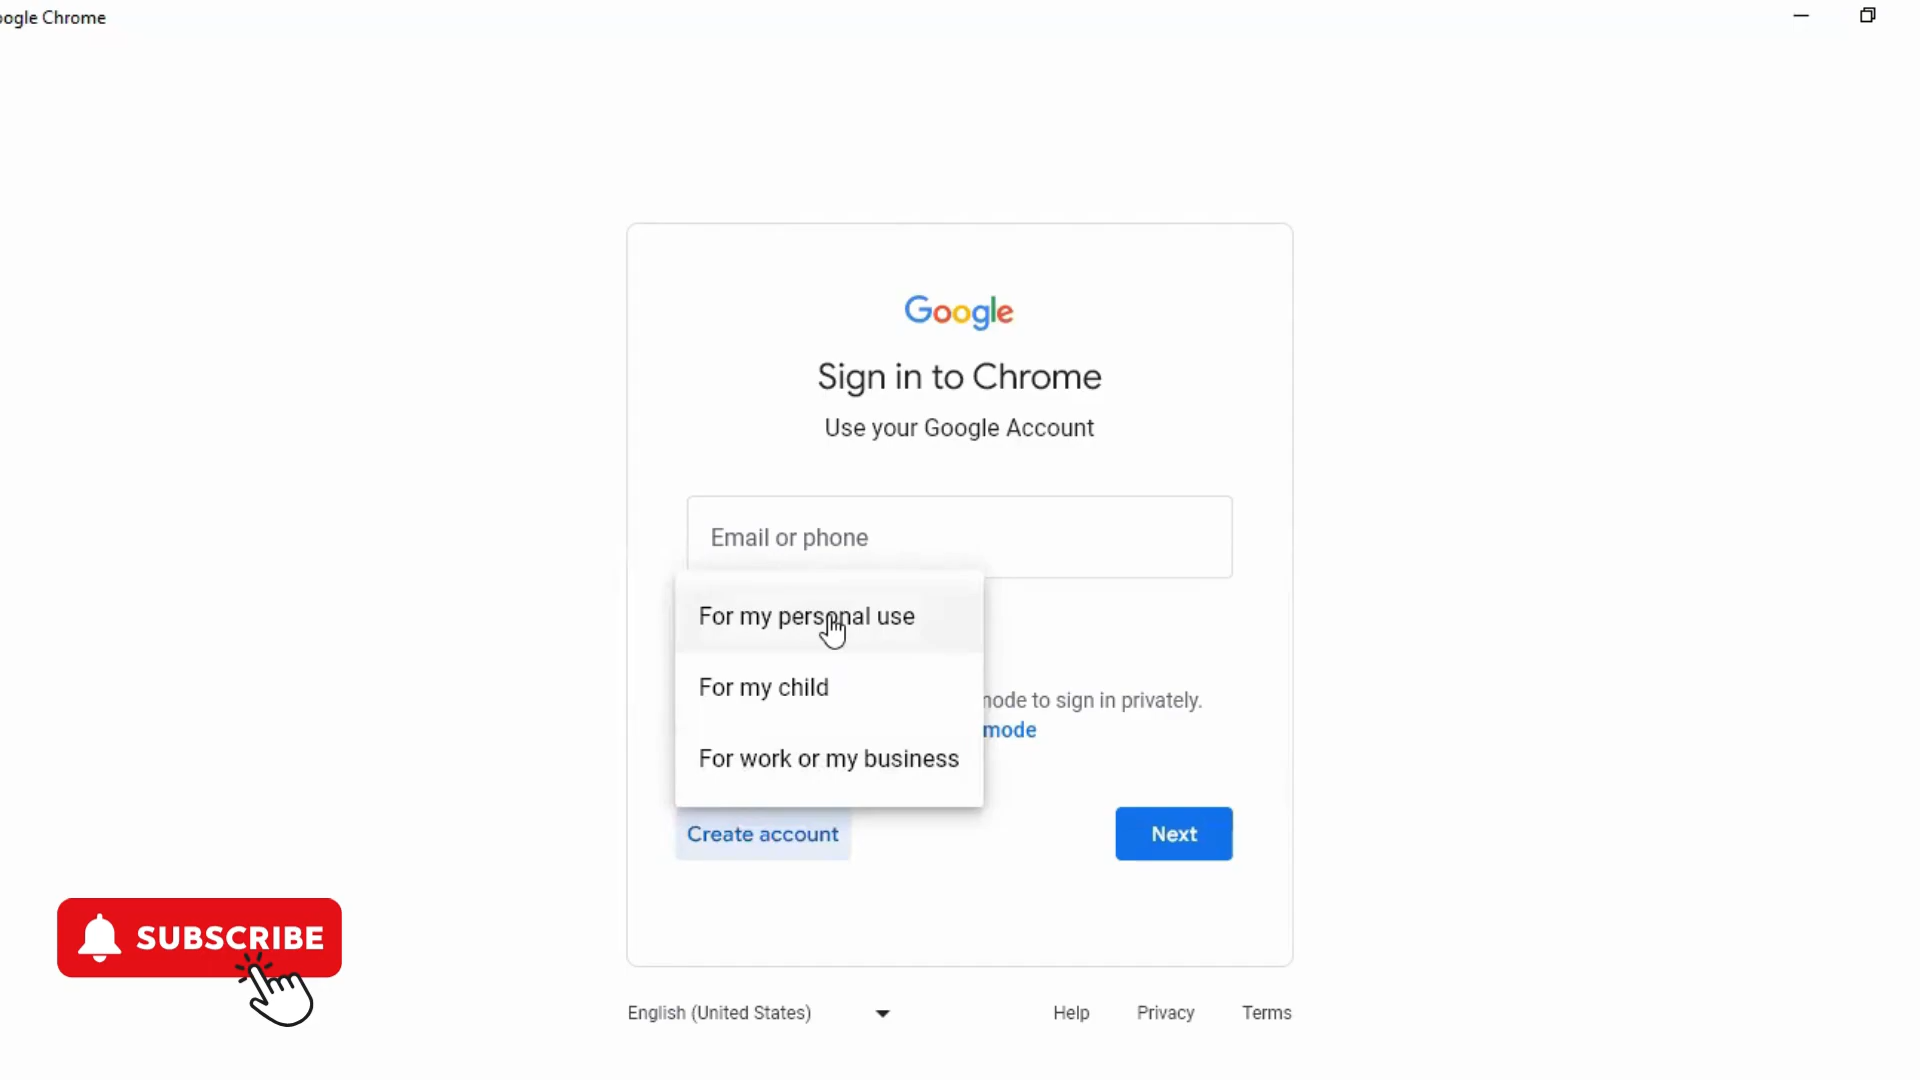 oogle Chrome
Google
Sign in to Chrome
Use your Google Account
Email or phone
For my personal use
For my child
mode to sign in privately.
mode
For work or my business
Create account
Next
SUBSCRIBE
English (United States)
Help
Privacy
Terms